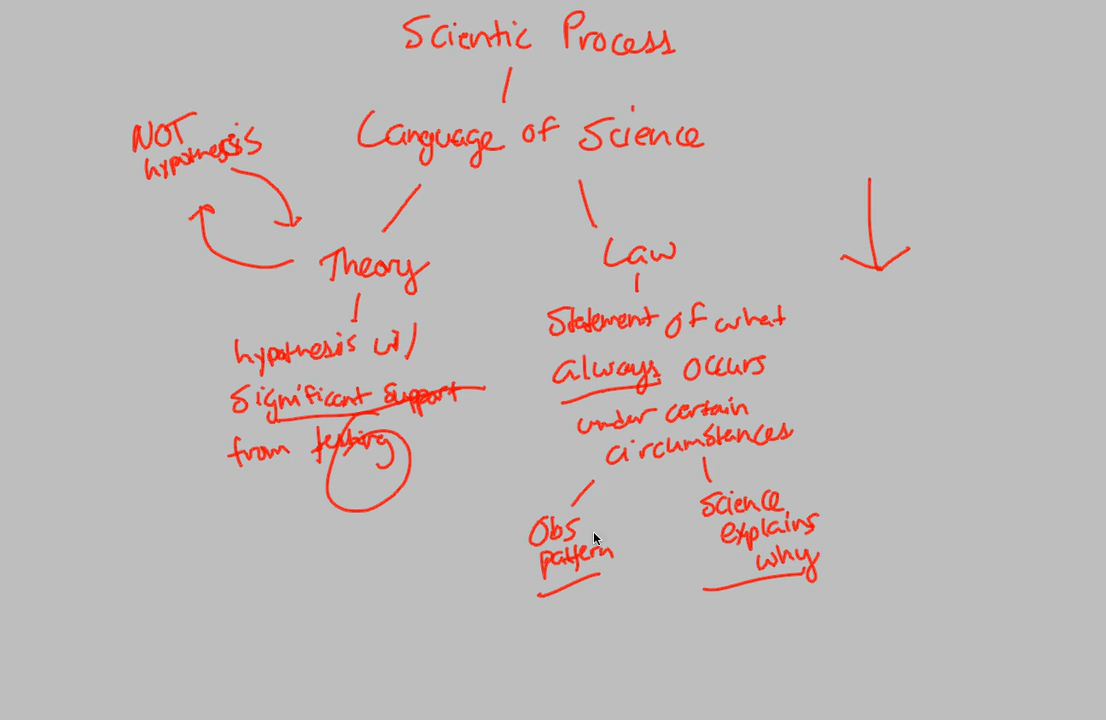 Scientic Process
Language of Science
NOT
hypothesis
Theory
hypothesis w/
significant support
from testing
Law
Statement of what
always occurs
under certain
circumstances
Obs
pattern
Science
explains
why